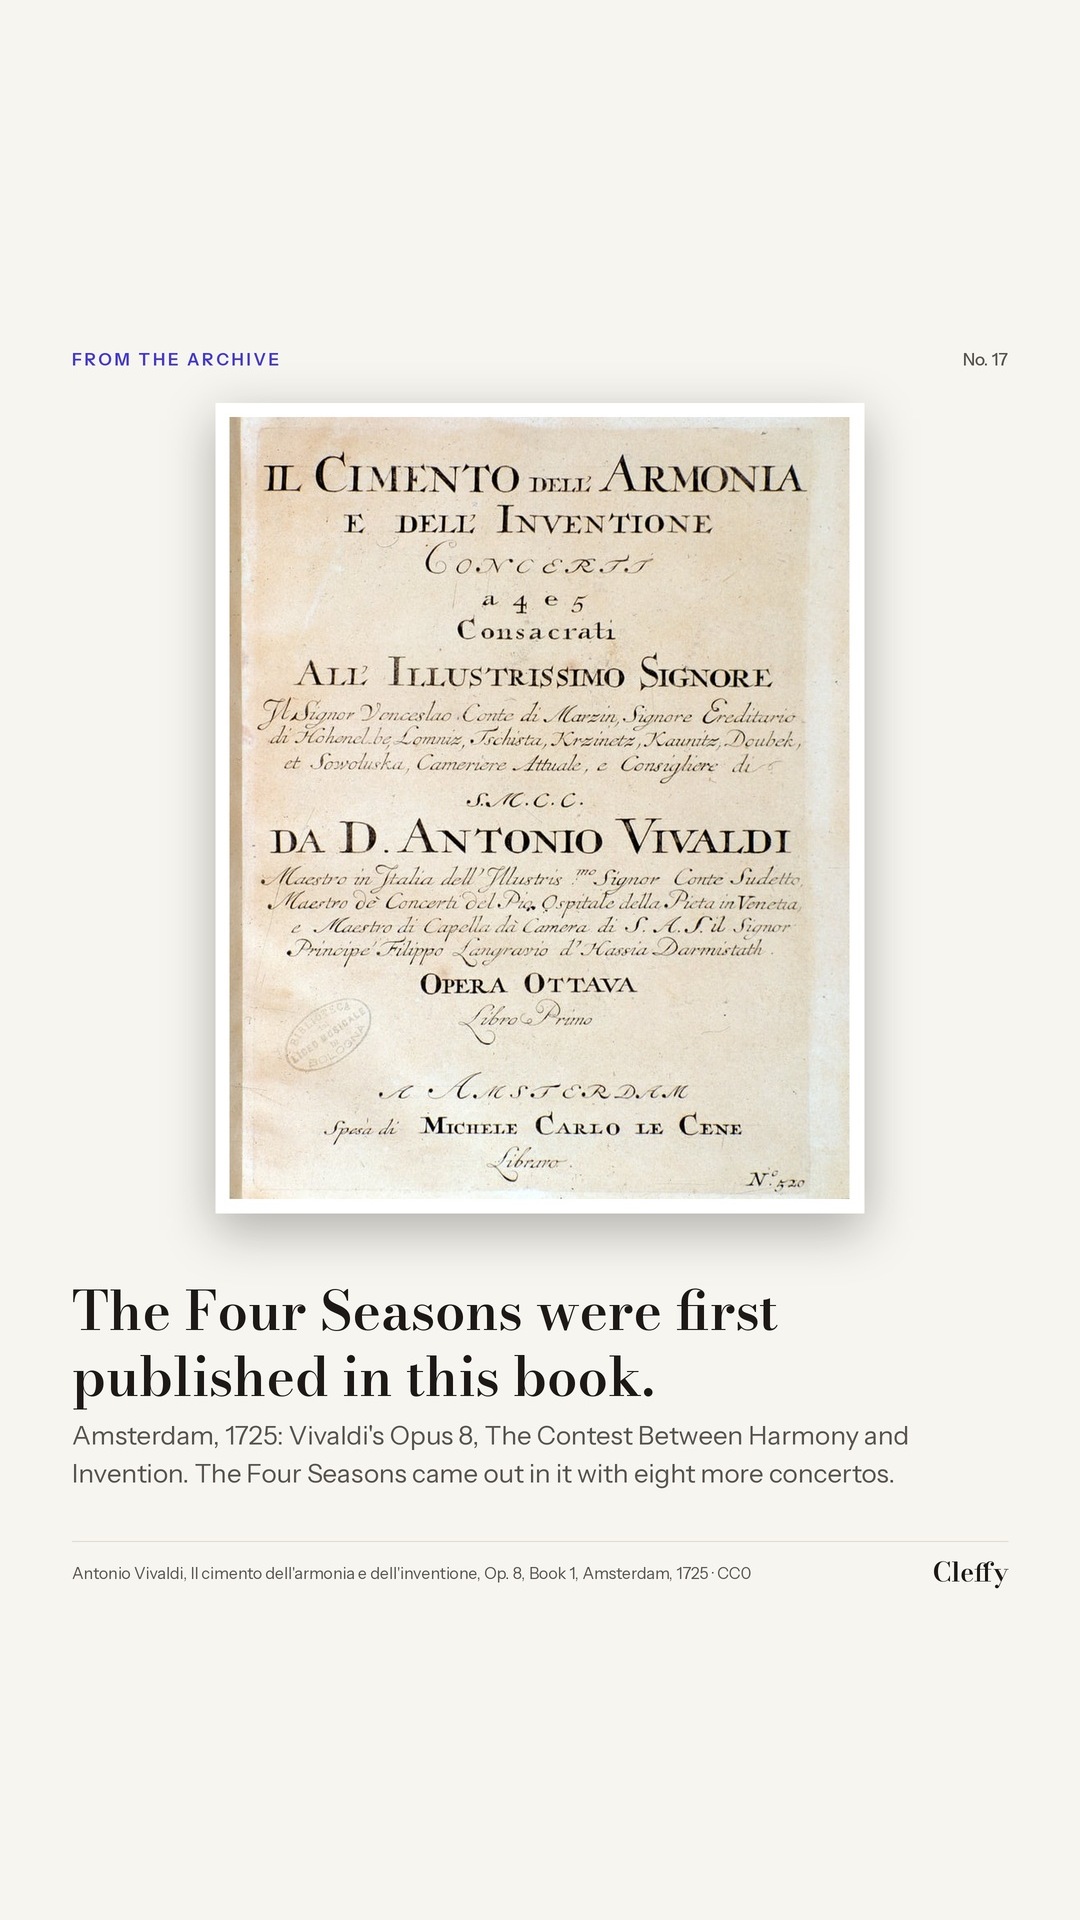 FROM THE ARCHIVE
No. 17
IL CIMENTO DELL' ARMONIA
E DELL' INVENTIONE
CONCERTI
a 4 e 5
Consacrati
ALL' ILLUSTRISSIMO SIGNORE
Il Signor Venceslao Conte di Marzin, Signore Ereditario
di Hohenelbe, Lomniz, Tschista, Krzinetz, Kaunitz, Doubek,
et Sowoluska, Cameriere Attuale, e Consigliere di
S.M.C.C.
DA D. ANTONIO VIVALDI
Maestro in Italia dell' Illustris.mo Signor Conte Sudetto,
Maestro de' Concerti del Pio Ospitale della Pieta in Venetia,
e Maestro di Capella dà Camera di S. A. S. il Signor
Principe Filippo Langravio d'Hassia Darmistath.
OPERA OTTAVA
Libro Primo
BIBLIOTECA
LICEO MUSICALE
DI
BOLOGNA
A AMSTERDAM
Spesa di MICHELE CARLO LE CENE
Libraro.
N.o 520
The Four Seasons were first
published in this book.
Amsterdam, 1725: Vivaldi's Opus 8, The Contest Between Harmony and
Invention. The Four Seasons came out in it with eight more concertos.
Antonio Vivaldi, Il cimento dell'armonia e dell'inventione, Op. 8, Book 1, Amsterdam, 1725 · CC0
Cleffy